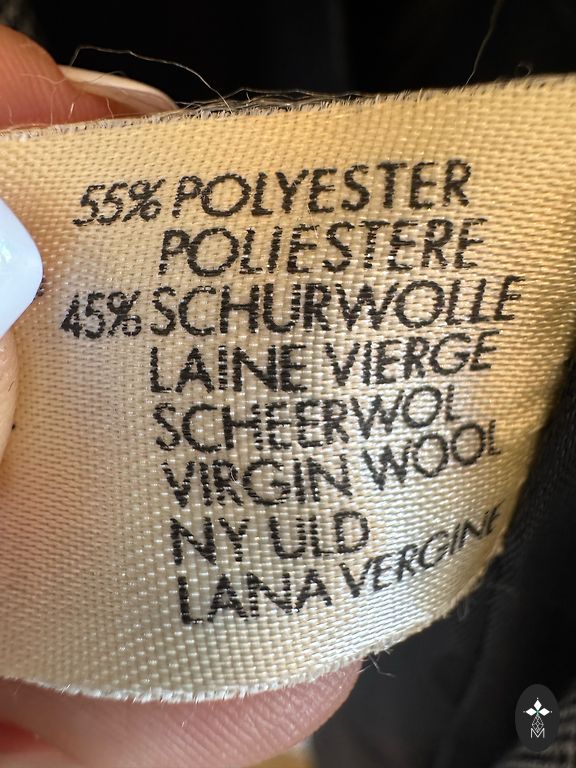 55% POLYESTER
POLIESTERE
45% SCHURWOLLE
LAINE VIERGE
SCHEERWOL
VIRGIN WOOL
NY ULD
LANA VERGINE
M